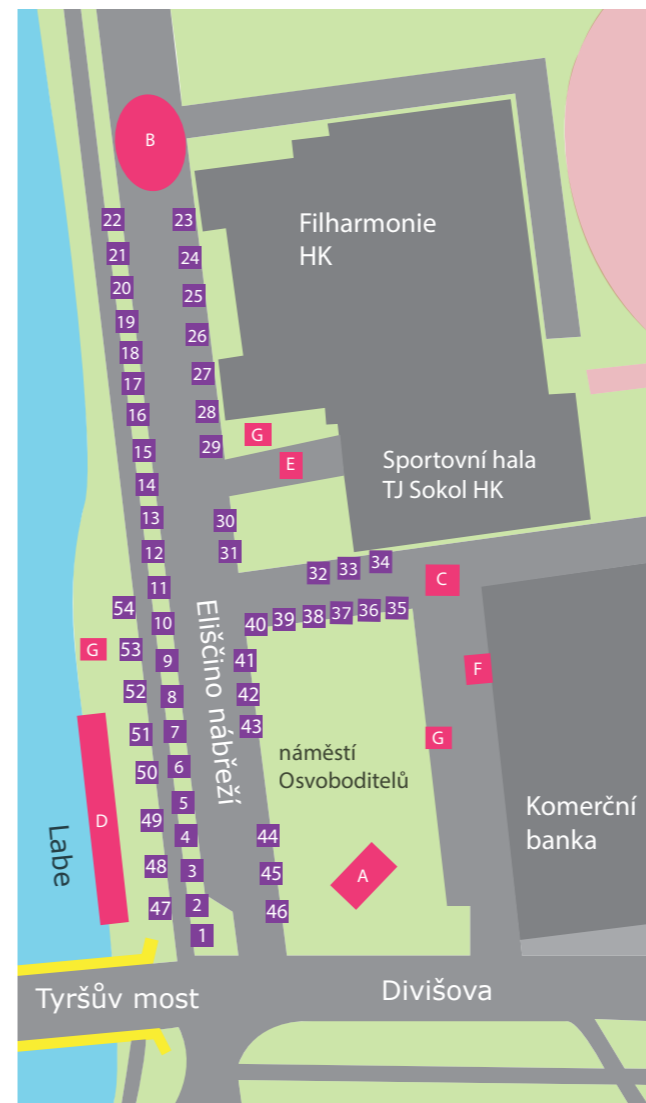 B
22
23
21
24
20
25
19
26
18
17
27
16
28
Filharmonie
HK
G
29
15
E
Sportovní hala
TJ Sokol HK
14
13
30
12
31
32
33
34
C
11
54
10
40
39
38
37
36
35
G
53
9
41
F
52
8
42
51
7
43
G
Eliščino nábřeží
50
6
náměstí
Osvoboditelů
5
49
4
44
D
Labe
48
3
45
A
Komerční
banka
47
2
46
1
Tyršův most
Divišova